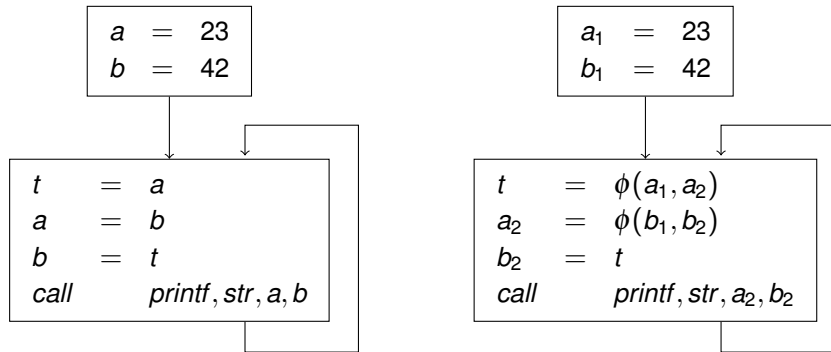 a = 23
b = 42
t = a
a = b
b = t
call printf, str, a, b
a₁ = 23
b₁ = 42
t = ϕ(a₁, a₂)
a₂ = ϕ(b₁, b₂)
b₂ = t
call printf, str, a₂, b₂